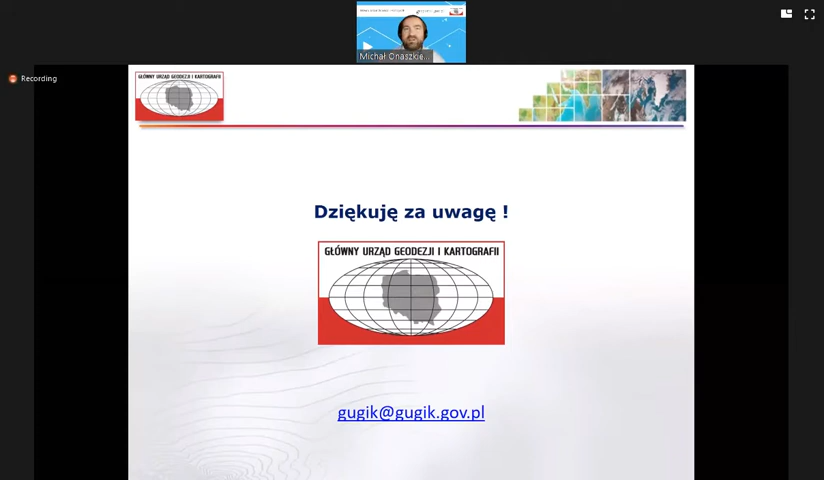 Michał Onaszkie...
Recording
GŁÓWNY URZĄD GEODEZJI I KARTOGRAFII
Dziękuję za uwagę !
GŁÓWNY URZĄD GEODEZJI I KARTOGRAFII
gugik@gugik.gov.pl